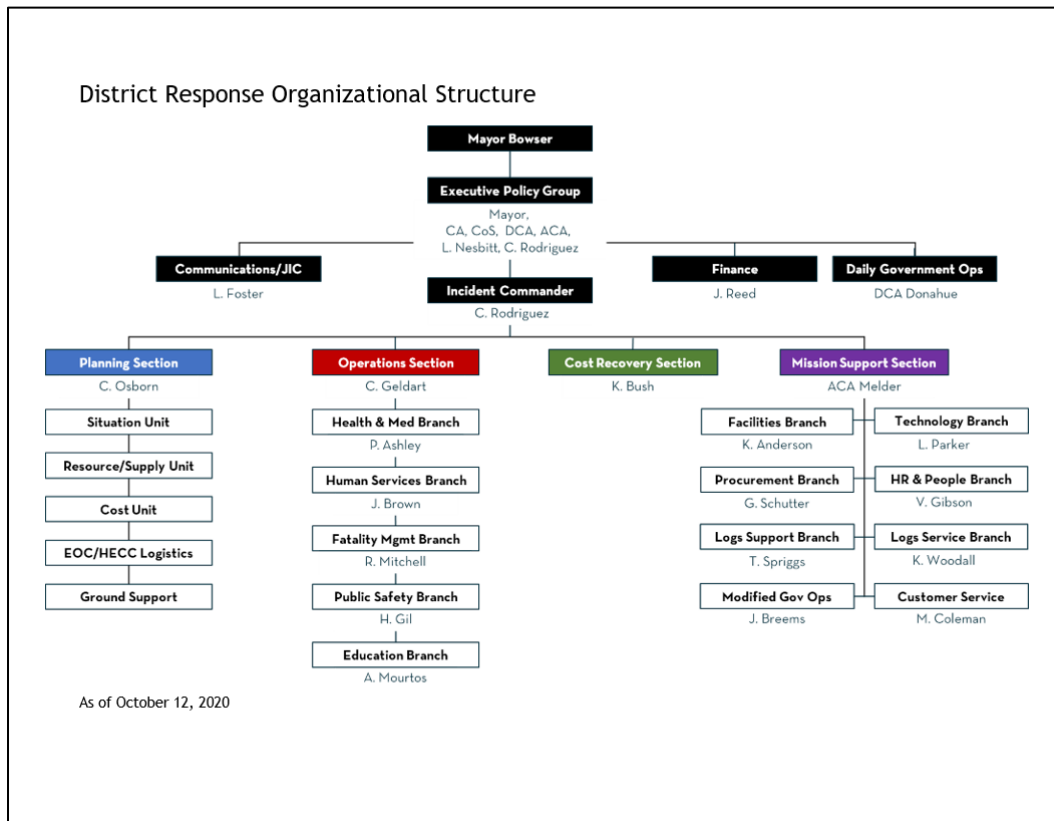 District Response Organizational Structure
Mayor Bowser
Executive Policy Group
Mayor,
CA, CoS, DCA, ACA,
L. Nesbitt, C. Rodriguez
Communications/JIC
L. Foster
Finance
J. Reed
Daily Government Ops
DCA Donahue
Incident Commander
C. Rodriguez
Planning Section
C. Osborn
Situation Unit
Resource/Supply Unit
Cost Unit
EOC/HECC Logistics
Ground Support
Operations Section
C. Geldart
Health & Med Branch
P. Ashley
Human Services Branch
J. Brown
Fatality Mgmt Branch
R. Mitchell
Public Safety Branch
H. Gil
Education Branch
A. Mourtos
Cost Recovery Section
K. Bush
Mission Support Section
ACA Melder
Facilities Branch
K. Anderson
Technology Branch
L. Parker
Procurement Branch
G. Schutter
HR & People Branch
V. Gibson
Logs Support Branch
T. Spriggs
Logs Service Branch
K. Woodall
Modified Gov Ops
J. Breems
Customer Service
M. Coleman
As of October 12, 2020